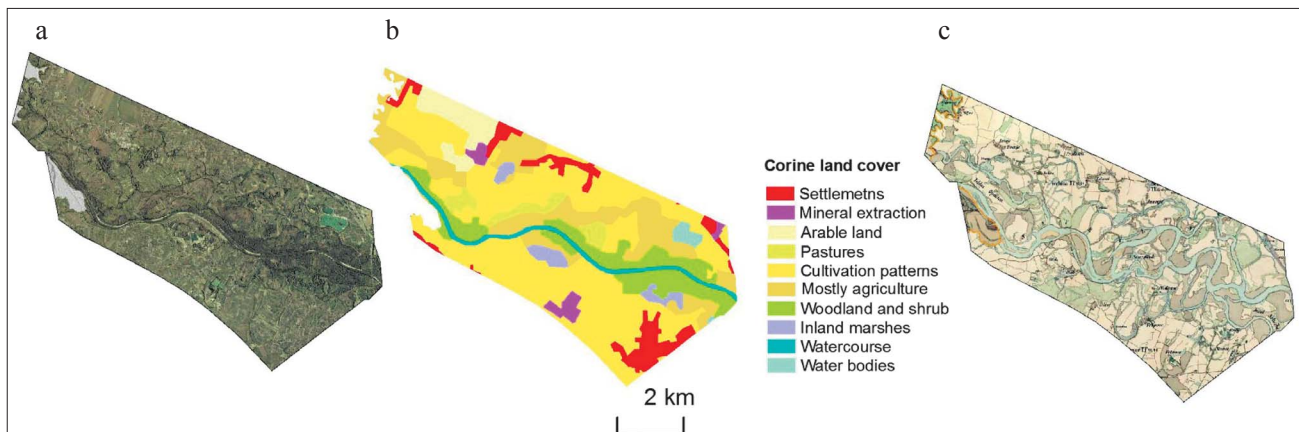 a
b
c
Corine land cover
Settlemetns
Mineral extraction
Arable land
Pastures
Cultivation patterns
Mostly agriculture
Woodland and shrub
Inland marshes
Watercourse
Water bodies
2 km